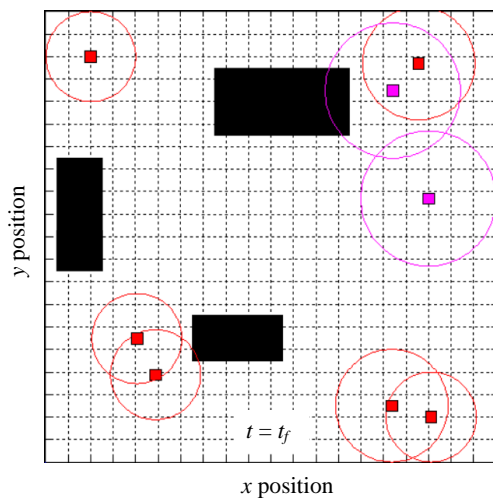 y position
t = t_f
x position